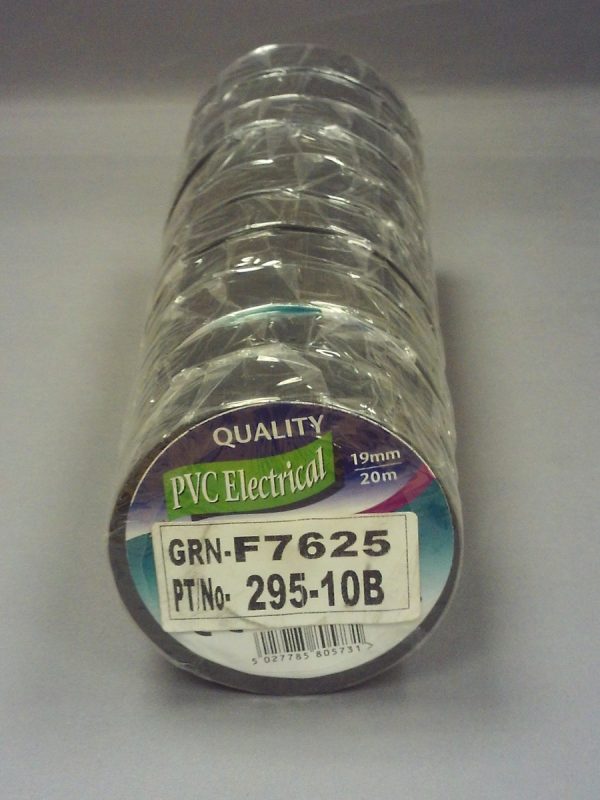 QUALITY
PVC Electrical
19mm
20m
GRN-F7625
PT/No- 295-10B
5 027785 805731